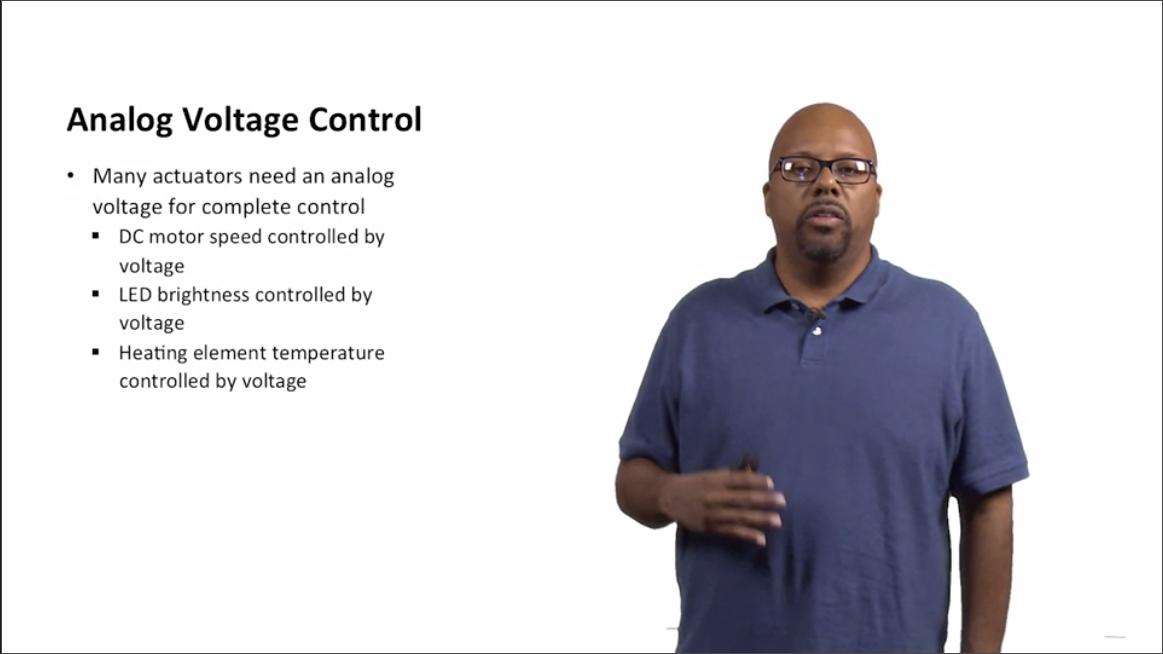 Analog Voltage Control
• Many actuators need an analog
voltage for complete control
▪ DC motor speed controlled by
voltage
▪ LED brightness controlled by
voltage
▪ Heating element temperature
controlled by voltage